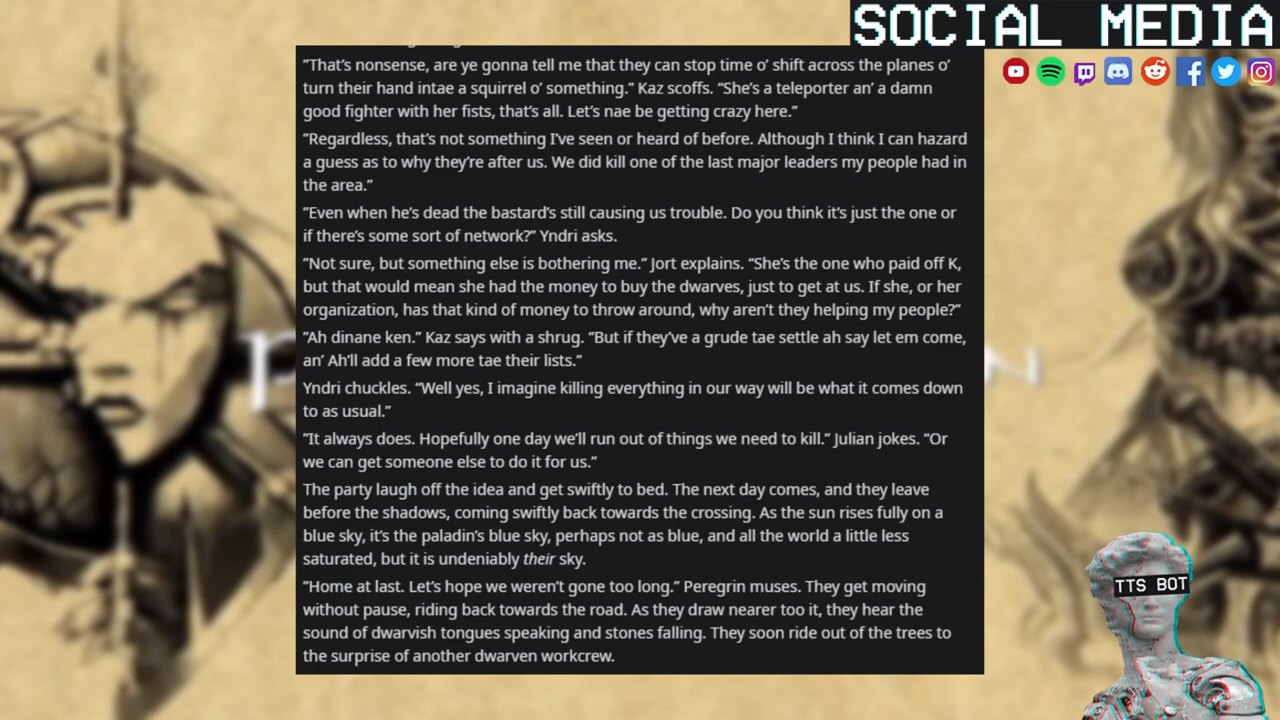 SOCIAL MEDIA
"That's nonsense, are ye gonna tell me that they can stop time o' shift across the planes o'
turn their hand intae a squirrel o' something." Kaz scoffs. "She's a teleporter an' a damn
good fighter with her fists, that's all. Let's nae be getting crazy here."
"Regardless, that's not something I've seen or heard of before. Although I think I can hazard
a guess as to why they're after us. We did kill one of the last major leaders my people had in
the area."
"Even when he's dead the bastard's still causing us trouble. Do you think it's just the one or
if there's some sort of network?" Yndri asks.
"Not sure, but something else is bothering me." Jort explains. "She's the one who paid off K,
but that would mean she had the money to buy the dwarves, just to get at us. If she, or her
organization, has that kind of money to throw around, why aren't they helping my people?"
"Ah dinane ken." Kaz says with a shrug. "But if they've a grude tae settle ah say let em come,
an' Ah'll add a few more tae their lists."
Yndri chuckles. "Well yes, I imagine killing everything in our way will be what it comes down
to as usual."
"It always does. Hopefully one day we'll run out of things we need to kill." Julian jokes. "Or
we can get someone else to do it for us."
The party laugh off the idea and get swiftly to bed. The next day comes, and they leave
before the shadows, coming swiftly back towards the crossing. As the sun rises fully on a
blue sky, it's the paladin's blue sky, perhaps not as blue, and all the world a little less
saturated, but it is undeniably their sky.
"Home at last. Let's hope we weren't gone too long." Peregrin muses. They get moving
without pause, riding back towards the road. As they draw nearer too it, they hear the
sound of dwarvish tongues speaking and stones falling. They soon ride out of the trees to
the surprise of another dwarven workcrew.
TTS BOT